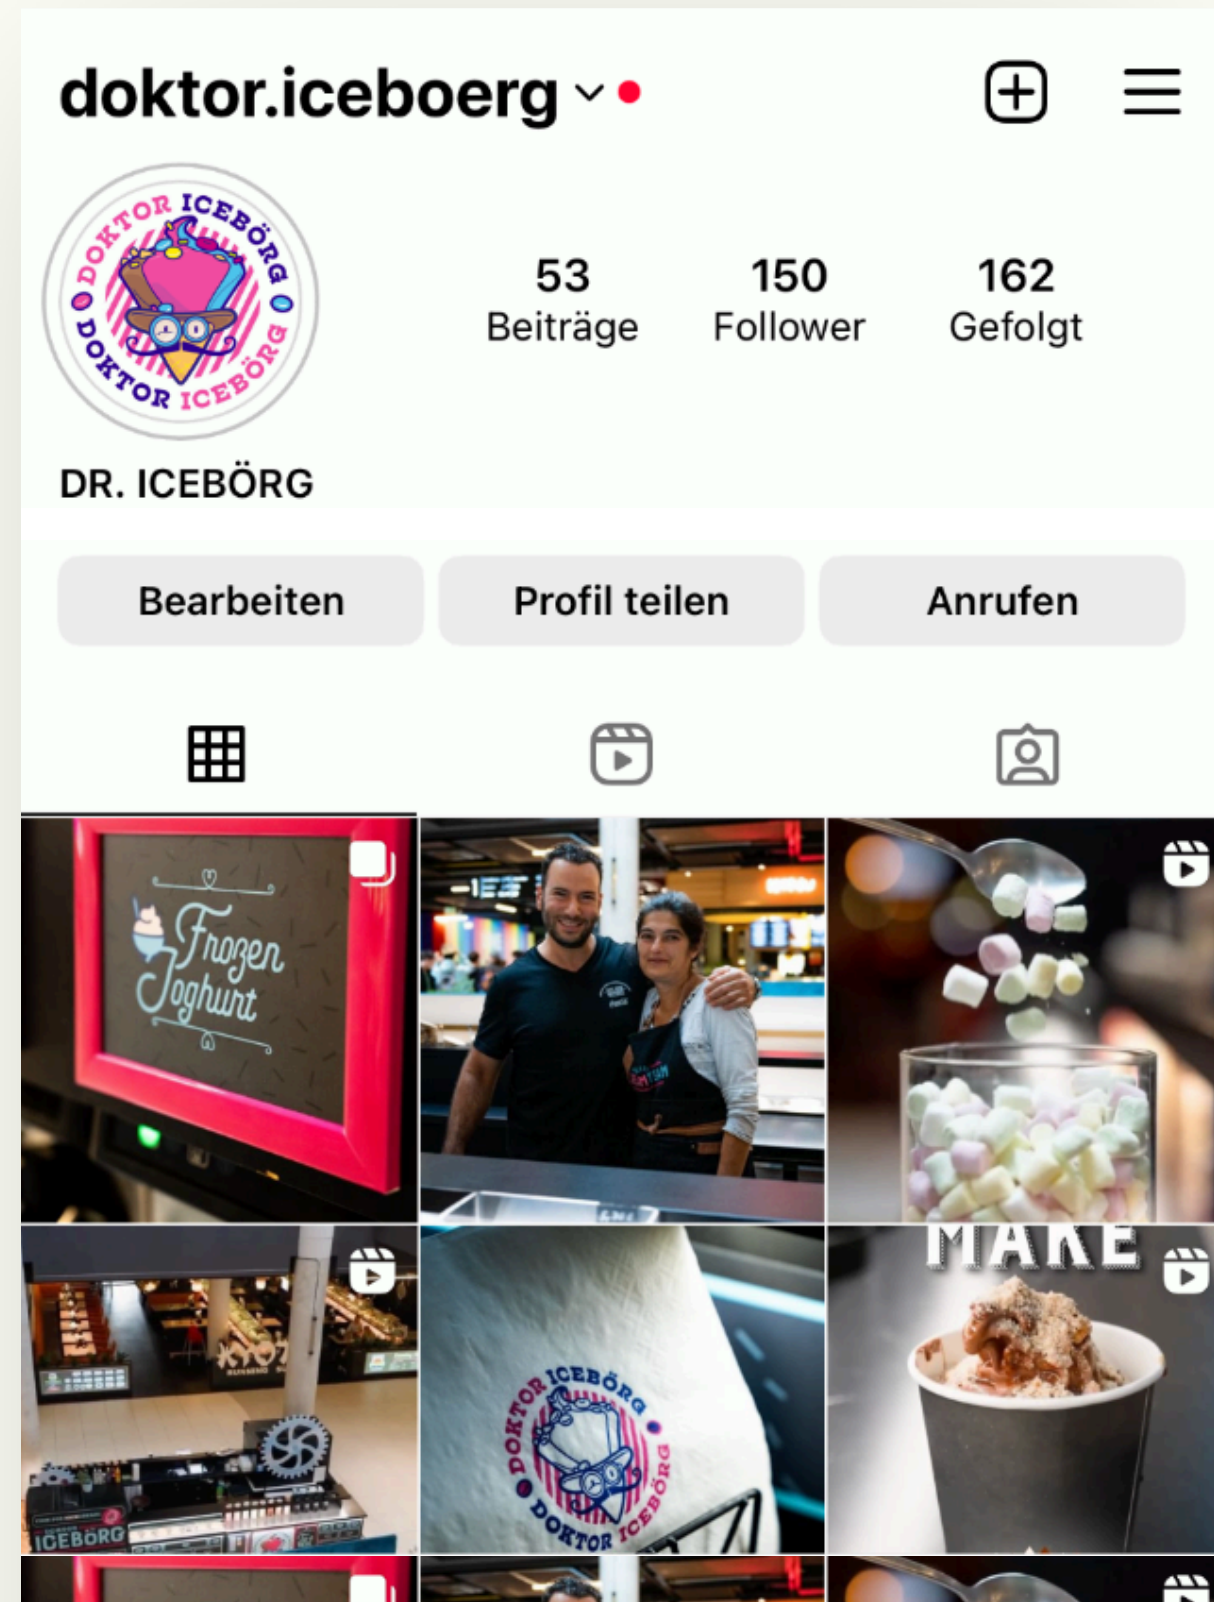 doktor.iceboerg
DOKTOR ICEBÖRG
DOKTOR ICEBÖRG
53
150
162
Beiträge
Follower
Gefolgt
DR. ICEBÖRG
Bearbeiten
Profil teilen
Anrufen
Frozen
Joghurt
MAKE
ICEBÖRG
DOKTOR ICEBÖRG
DOKTOR ICEBÖRG